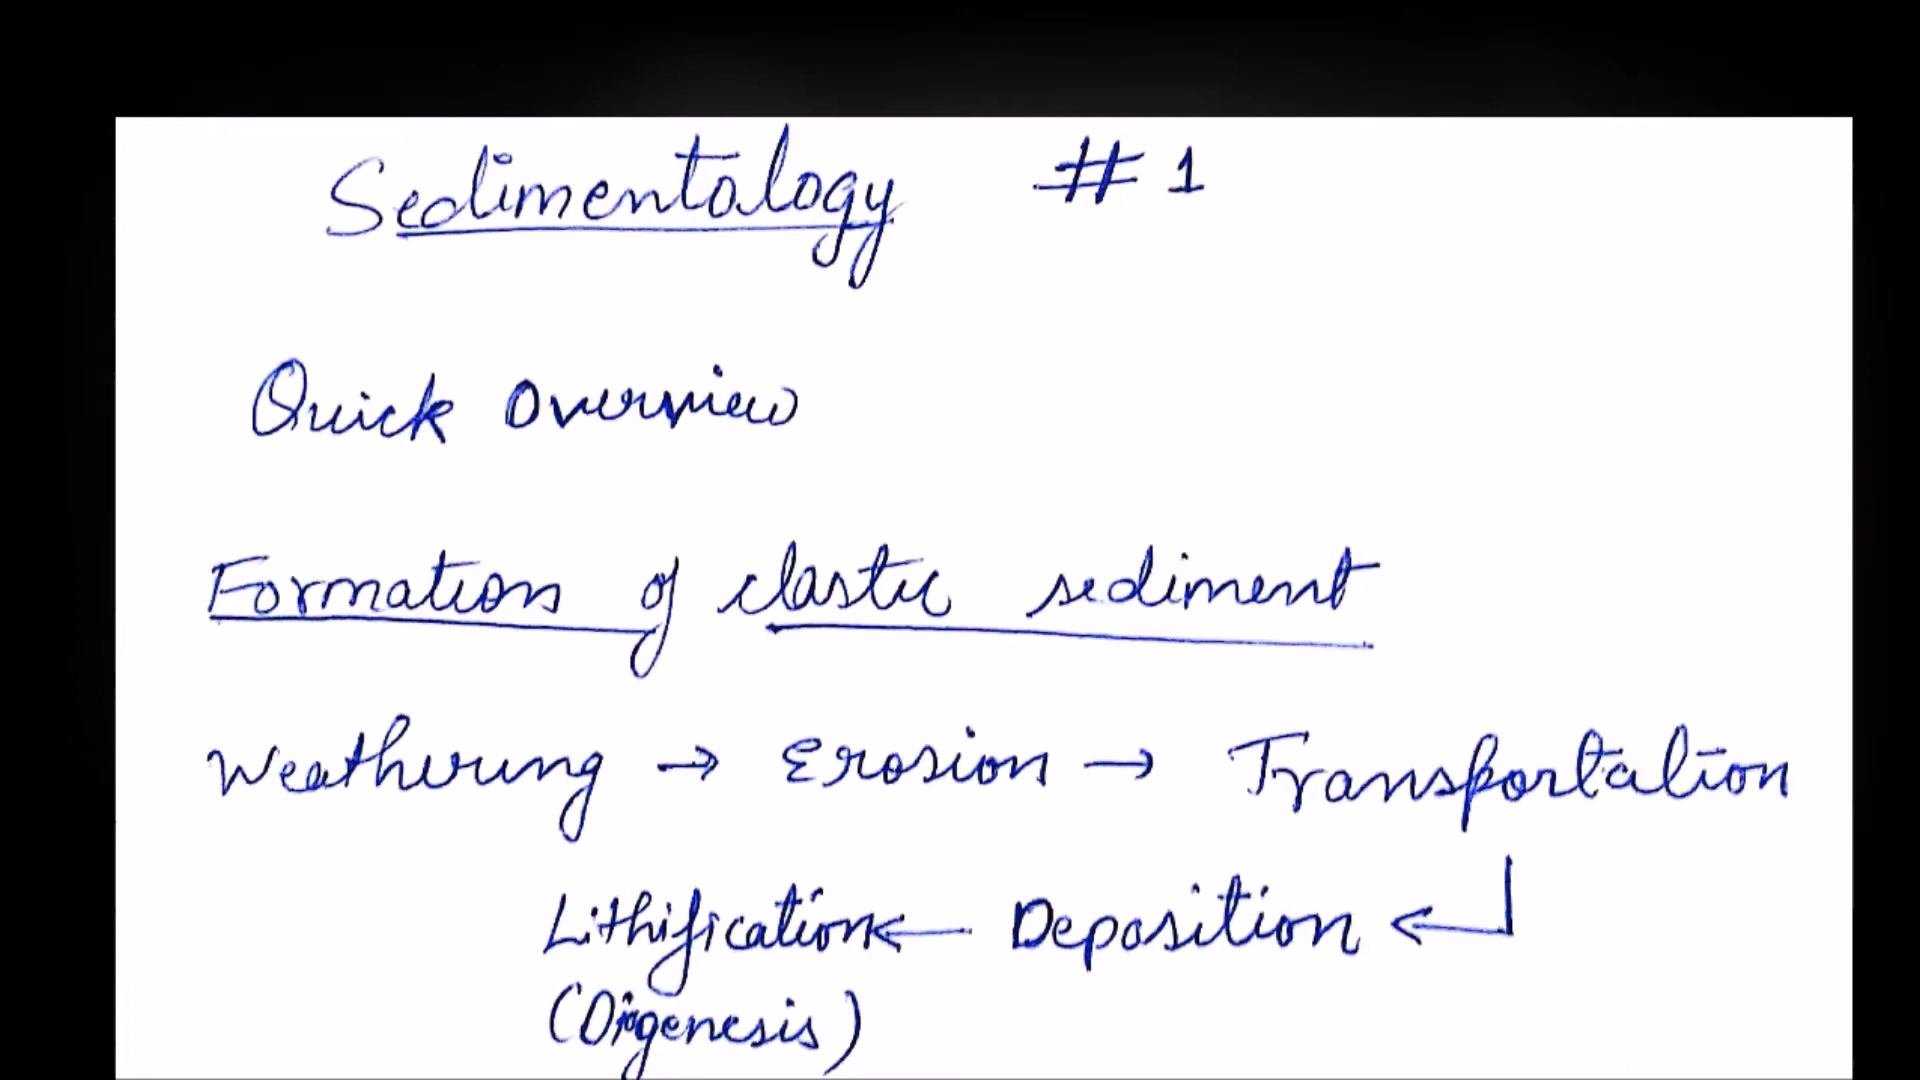 Sedimentology #1
Quick Overview
Formation of clastic sediment
Weathering → Erosion → Transportation
Lithification ← Deposition ↵
(Diagenesis)